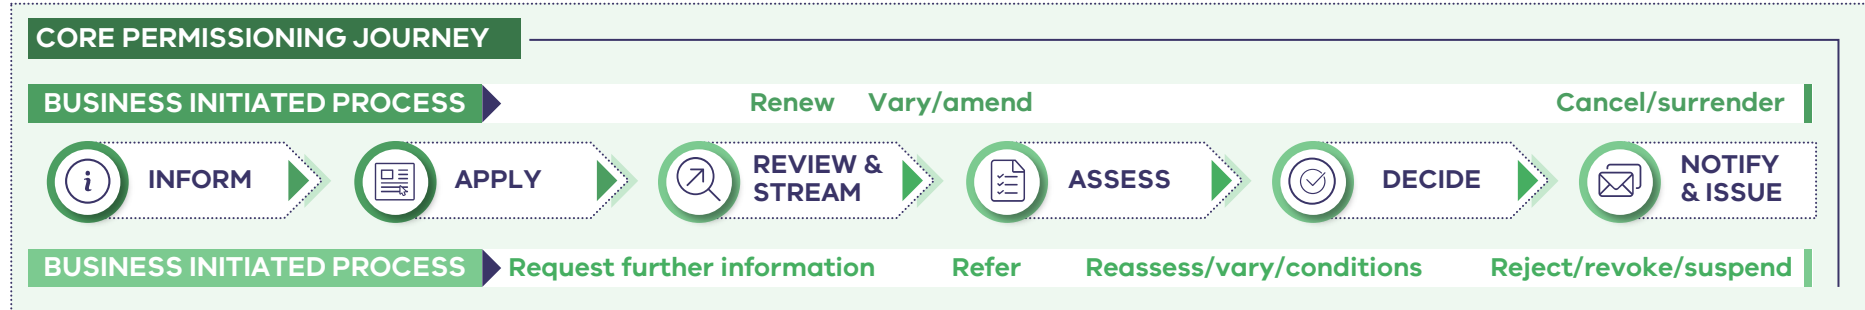 CORE PERMISSIONING JOURNEY
BUSINESS INITIATED PROCESS Renew Vary/amend Cancel/surrender
INFORM
APPLY
REVIEW &
STREAM
ASSESS
DECIDE
NOTIFY
& ISSUE
BUSINESS INITIATED PROCESS Request further information Refer Reassess/vary/conditions Reject/revoke/suspend